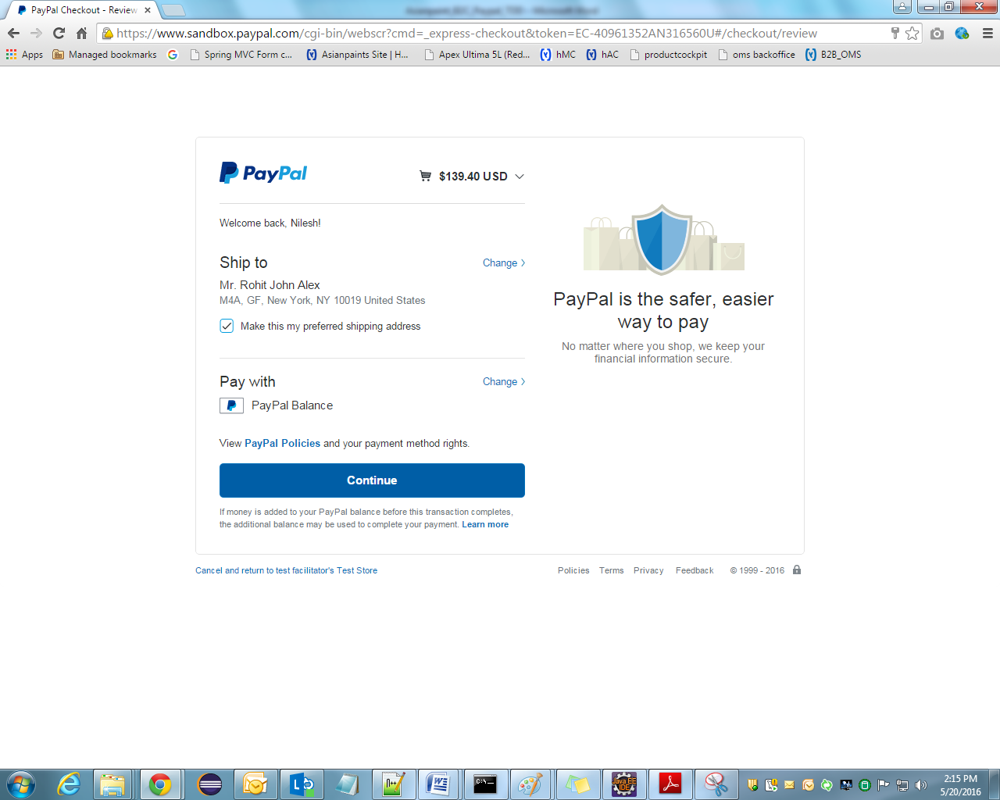 PayPal Checkout - Review
https://www.sandbox.paypal.com/cgi-bin/webscr?cmd=_express-checkout&token=EC-40961352AN316560U#/checkout/review
Apps Managed bookmarks Spring MVC Form c... Asianpaints Site | H... Apex Ultima 5L (Red... hMC hAC productcockpit oms backoffice B2B_OMS
PayPal
$139.40 USD
Welcome back, Nilesh!
Ship to
Change
Mr. Rohit John Alex
M4A, GF, New York, NY 10019 United States
Make this my preferred shipping address
Pay with
Change
PayPal Balance
View PayPal Policies and your payment method rights.
Continue
If money is added to your PayPal balance before this transaction completes,
the additional balance may be used to complete your payment. Learn more
PayPal is the safer, easier
way to pay
No matter where you shop, we keep your
financial information secure.
Cancel and return to test facilitator's Test Store
Policies Terms Privacy Feedback © 1999 - 2016
Java EE
IDE
2:15 PM
5/20/2016